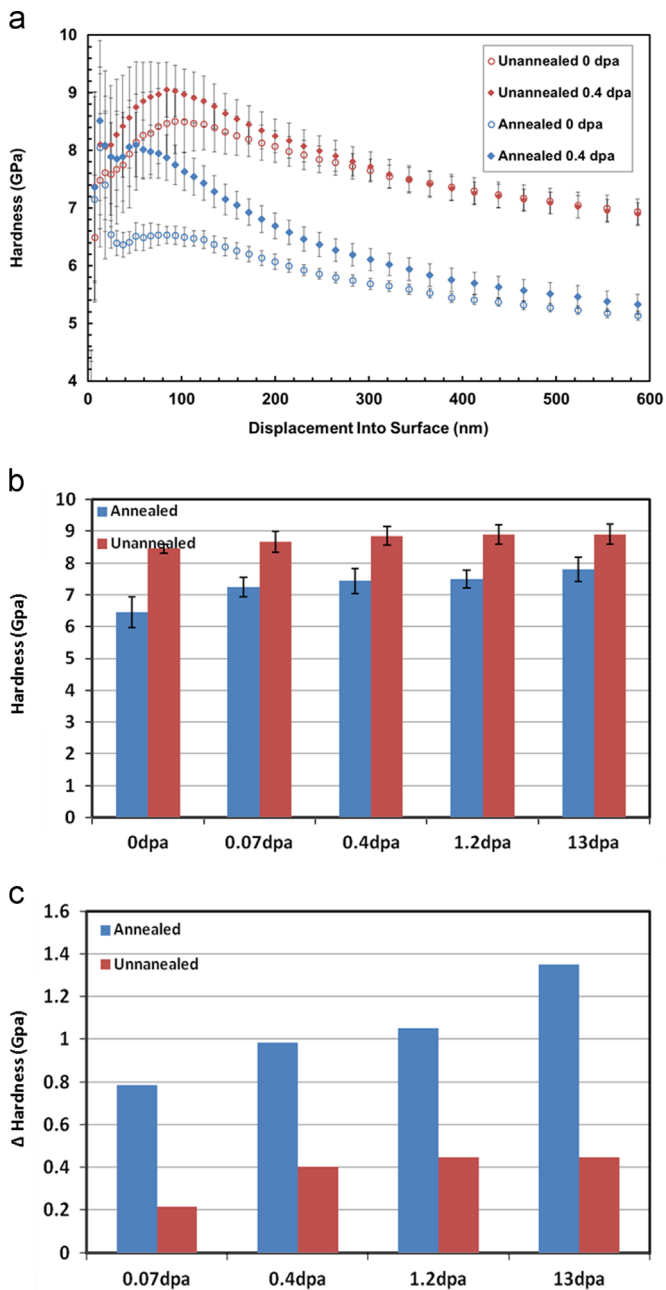 a
10
9
8
7
6
5
4
Hardness (GPa)
Unannealed 0 dpa
Unannealed 0.4 dpa
Annealed 0 dpa
Annealed 0.4 dpa
0 100 200 300 400 500 600
Displacement Into Surface (nm)
b
10
9
8
7
6
5
4
3
2
1
0
Hardness (Gpa)
Annealed
Unannealed
0dpa 0.07dpa 0.4dpa 1.2dpa 13dpa
c
1.6
1.4
1.2
1
0.8
0.6
0.4
0.2
0
Δ Hardness (Gpa)
Annealed
Unnanealed
0.07dpa 0.4dpa 1.2dpa 13dpa